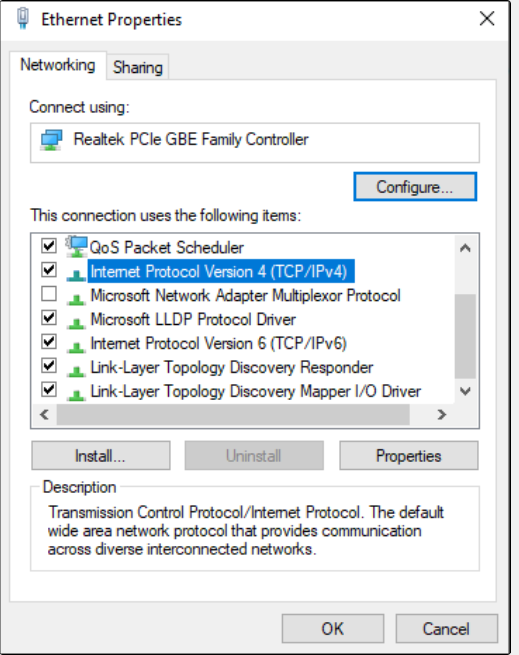 Ethernet Properties
Networking
Sharing
Connect using:
Realtek PCIe GBE Family Controller
Configure...
This connection uses the following items:
QoS Packet Scheduler
Internet Protocol Version 4 (TCP/IPv4)
Microsoft Network Adapter Multiplexor Protocol
Microsoft LLDP Protocol Driver
Internet Protocol Version 6 (TCP/IPv6)
Link-Layer Topology Discovery Responder
Link-Layer Topology Discovery Mapper I/O Driver
Install...
Uninstall
Properties
Description
Transmission Control Protocol/Internet Protocol. The default
wide area network protocol that provides communication
across diverse interconnected networks.
OK
Cancel